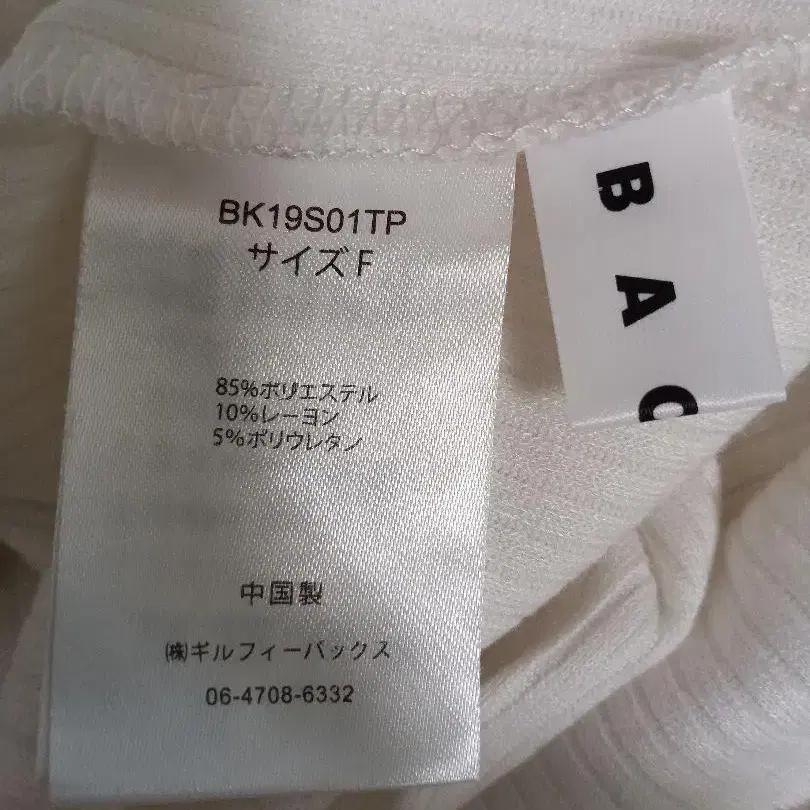 BK19S01TP
サイズ F
85%ポリエステル
10%レーヨン
5%ポリウレタン
中国製
㈱ギルフィーバックス
06-4708-6332
B A C